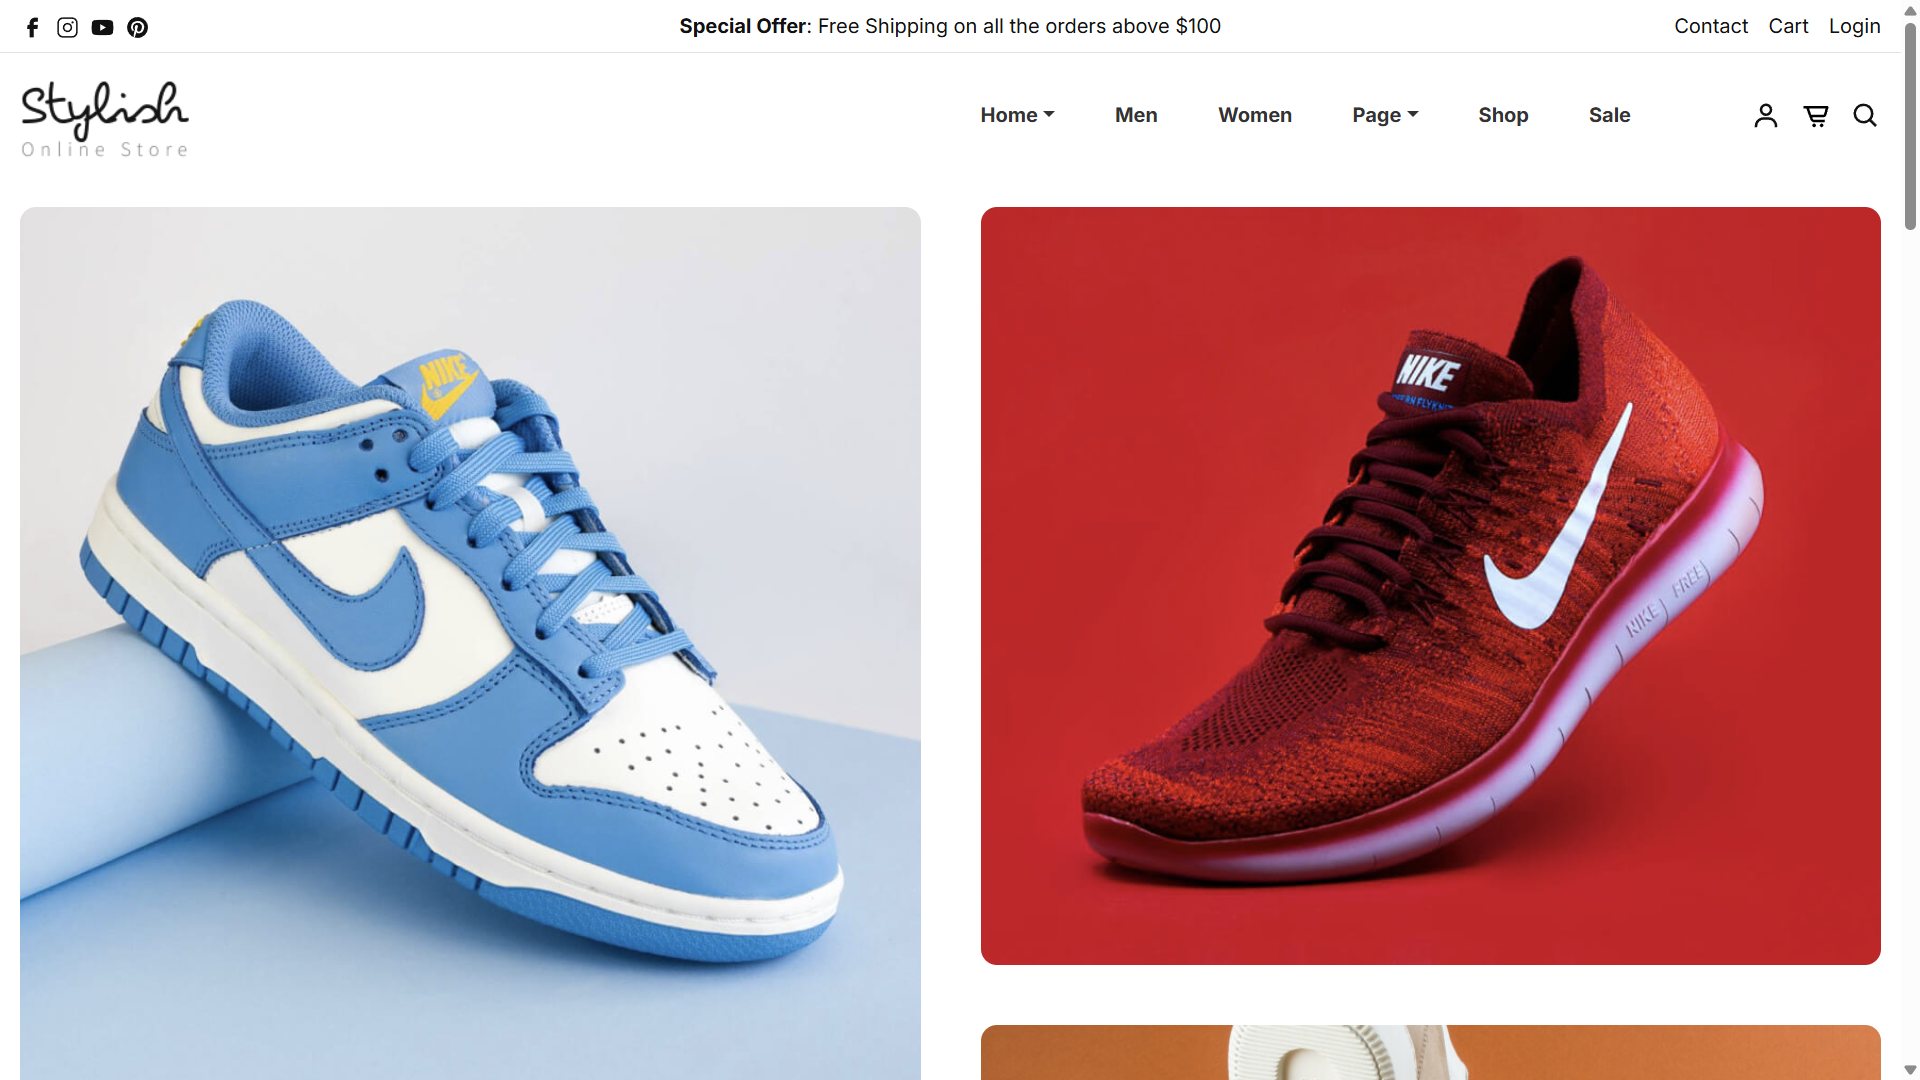 Special Offer: Free Shipping on all the orders above $100
Contact Cart Login
Stylish
Online Store
Home Men Women Page Shop Sale
NIKE
NIKE
NIKE FREE